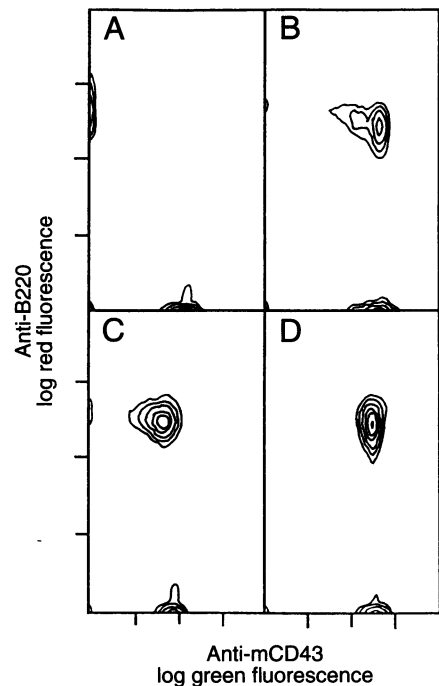 A
B
Anti-B220
log red fluorescence
C
D
Anti-mCD43
log green fluorescence